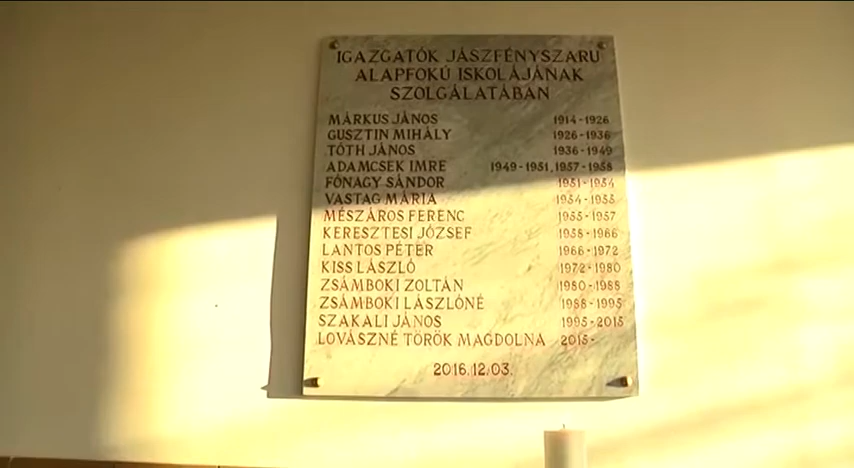 IGAZGATÓK JÁSZFÉNYSZARU
ALAPFOKÚ ISKOLÁJÁNAK
SZOLGÁLATÁBAN
MÁRKUS JÁNOS 1914-1926
GUSZTIN MIHÁLY 1926-1936
TÓTH JÁNOS 1936-1949
ADAMCSEK IMRE 1949-1951, 1957-1958
FÓNAGY SÁNDOR 1951-1954
VASTAG MÁRIA 1954-1955
MÉSZÁROS FERENC 1955-1957
KERESZTESI JÓZSEF 1958-1966
LANTOS PÉTER 1966-1972
KISS LÁSZLÓ 1972-1980
ZSÁMBOKI ZOLTÁN 1980-1988
ZSÁMBOKI LÁSZLÓNÉ 1988-1995
SZAKALI JÁNOS 1995-2015
LOVÁSZNÉ TÖRÖK MAGDOLNA 2015-
2016.12.03.